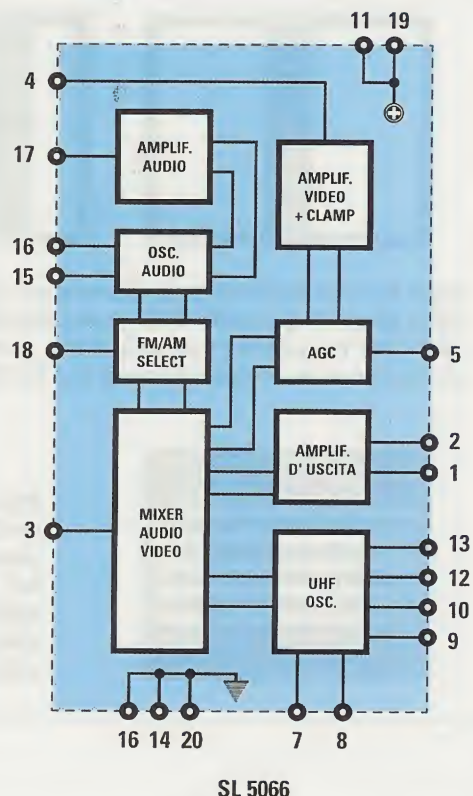 11 19
4
17
AMPLIF.
AUDIO
AMPLIF.
VIDEO
+ CLAMP
16
15
OSC.
AUDIO
18
FM/AM
SELECT
AGC
5
AMPLIF.
D' USCITA
2
1
3
MIXER
AUDIO
VIDEO
UHF
OSC.
13
12
10
9
16 14 20
7 8
SL 5066